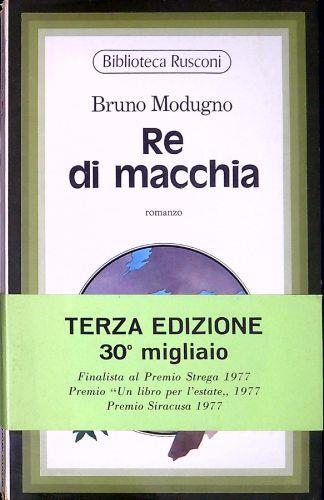 Biblioteca Rusconi
Bruno Modugno
Re
di macchia
romanzo
TERZA EDIZIONE
30° migliaio
Finalista al Premio Strega 1977
Premio "Un libro per l'estate,, 1977
Premio Siracusa 1977